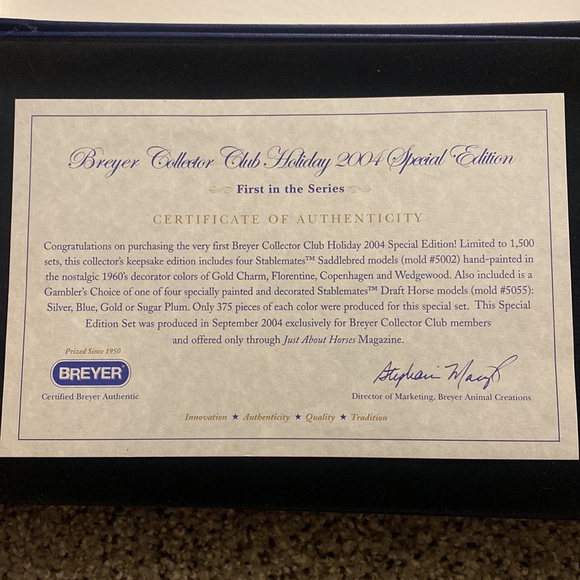 Breyer Collector Club Holiday 2004 Special Edition
First in the Series
CERTIFICATE OF AUTHENTICITY
Congratulations on purchasing the very first Breyer Collector Club Holiday 2004 Special Edition! Limited to 1,500
sets, this collector's keepsake edition includes four Stablemates™ Saddlebred models (mold #5002) hand-painted in
the nostalgic 1960's decorator colors of Gold Charm, Florentine, Copenhagen and Wedgewood. Also included is a
Gambler's Choice of one of four specially painted and decorated Stablemates™ Draft Horse models (mold #5055):
Silver, Blue, Gold or Sugar Plum. Only 375 pieces of each color were produced for this special set. This Special
Edition Set was produced in September 2004 exclusively for Breyer Collector Club members
and offered only through Just About Horses Magazine.
Prized Since 1950
BREYER®
Certified Breyer Authentic
Director of Marketing, Breyer Animal Creations
Innovation ★ Authenticity ★ Quality ★ Tradition